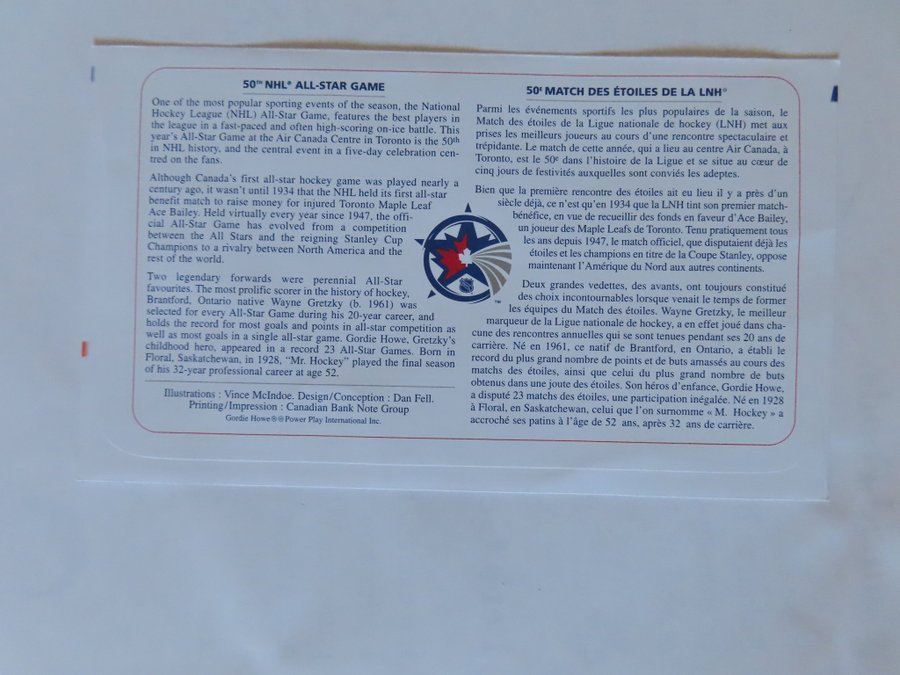 50TH NHL® ALL-STAR GAME
One of the most popular sporting events of the season, the National
Hockey League (NHL) All-Star Game, features the best players in
the league in a fast-paced and often high-scoring on-ice battle. This
year's All-Star Game at the Air Canada Centre in Toronto is the 50th
in NHL history, and the central event in a five-day celebration cen-
tred on the fans.
Although Canada's first all-star hockey game was played nearly a
century ago, it wasn't until 1934 that the NHL held its first all-star
benefit match to raise money for injured Toronto Maple Leaf
Ace Bailey. Held virtually every year since 1947, the offi-
cial All-Star Game has evolved from a competition
between the All Stars and the reigning Stanley Cup
Champions to a rivalry between North America and the
rest of the world.
Two legendary forwards were perennial All-Star
favourites. The most prolific scorer in the history of hockey,
Brantford, Ontario native Wayne Gretzky (b. 1961) was
selected for every All-Star Game during his 20-year career, and
holds the record for most goals and points in all-star competition as
well as most goals in a single all-star game. Gordie Howe, Gretzky's
childhood hero, appeared in a record 23 All-Star Games. Born in
Floral, Saskatchewan, in 1928, "Mr. Hockey" played the final season
of his 32-year professional career at age 52.
Illustrations : Vince McIndoe. Design/Conception : Dan Fell.
Printing/Impression : Canadian Bank Note Group
Gordie Howe®®Power Play International Inc.
50e MATCH DES ÉTOILES DE LA LNH®
Parmi les événements sportifs les plus populaires de la saison, le
Match des étoiles de la Ligue nationale de hockey (LNH) met aux
prises les meilleurs joueurs au cours d'une rencontre spectaculaire et
trépidante. Le match de cette année, qui a lieu au centre Air Canada, à
Toronto, est le 50e dans l'histoire de la Ligue et se situe au cœur de
cinq jours de festivités auxquelles sont conviés les adeptes.
Bien que la première rencontre des étoiles ait eu lieu il y a près d'un
siècle déjà, ce n'est qu'en 1934 que la LNH tint son premier match-
bénéfice, en vue de recueillir des fonds en faveur d'Ace Bailey,
un joueur des Maple Leafs de Toronto. Tenu pratiquement tous
les ans depuis 1947, le match officiel, que disputaient déjà les
étoiles et les champions en titre de la Coupe Stanley, oppose
maintenant l'Amérique du Nord aux autres continents.
Deux grandes vedettes, des avants, ont toujours constitué
des choix incontournables lorsque venait le temps de former
les équipes du Match des étoiles. Wayne Gretzky, le meilleur
marqueur de la Ligue nationale de hockey, a en effet joué dans cha-
cune des rencontres annuelles qui se sont tenues pendant ses 20 ans de
carrière. Né en 1961, ce natif de Brantford, en Ontario, a établi le
record du plus grand nombre de points et de buts amassés au cours des
matchs des étoiles, ainsi que celui du plus grand nombre de buts
obtenus dans une joute des étoiles. Son héros d'enfance, Gordie Howe,
a disputé 23 matchs des étoiles, une participation inégalée. Né en 1928
à Floral, en Saskatchewan, celui que l'on surnomme « M. Hockey » a
accroché ses patins à l'âge de 52 ans, après 32 ans de carrière.
NHL
TM